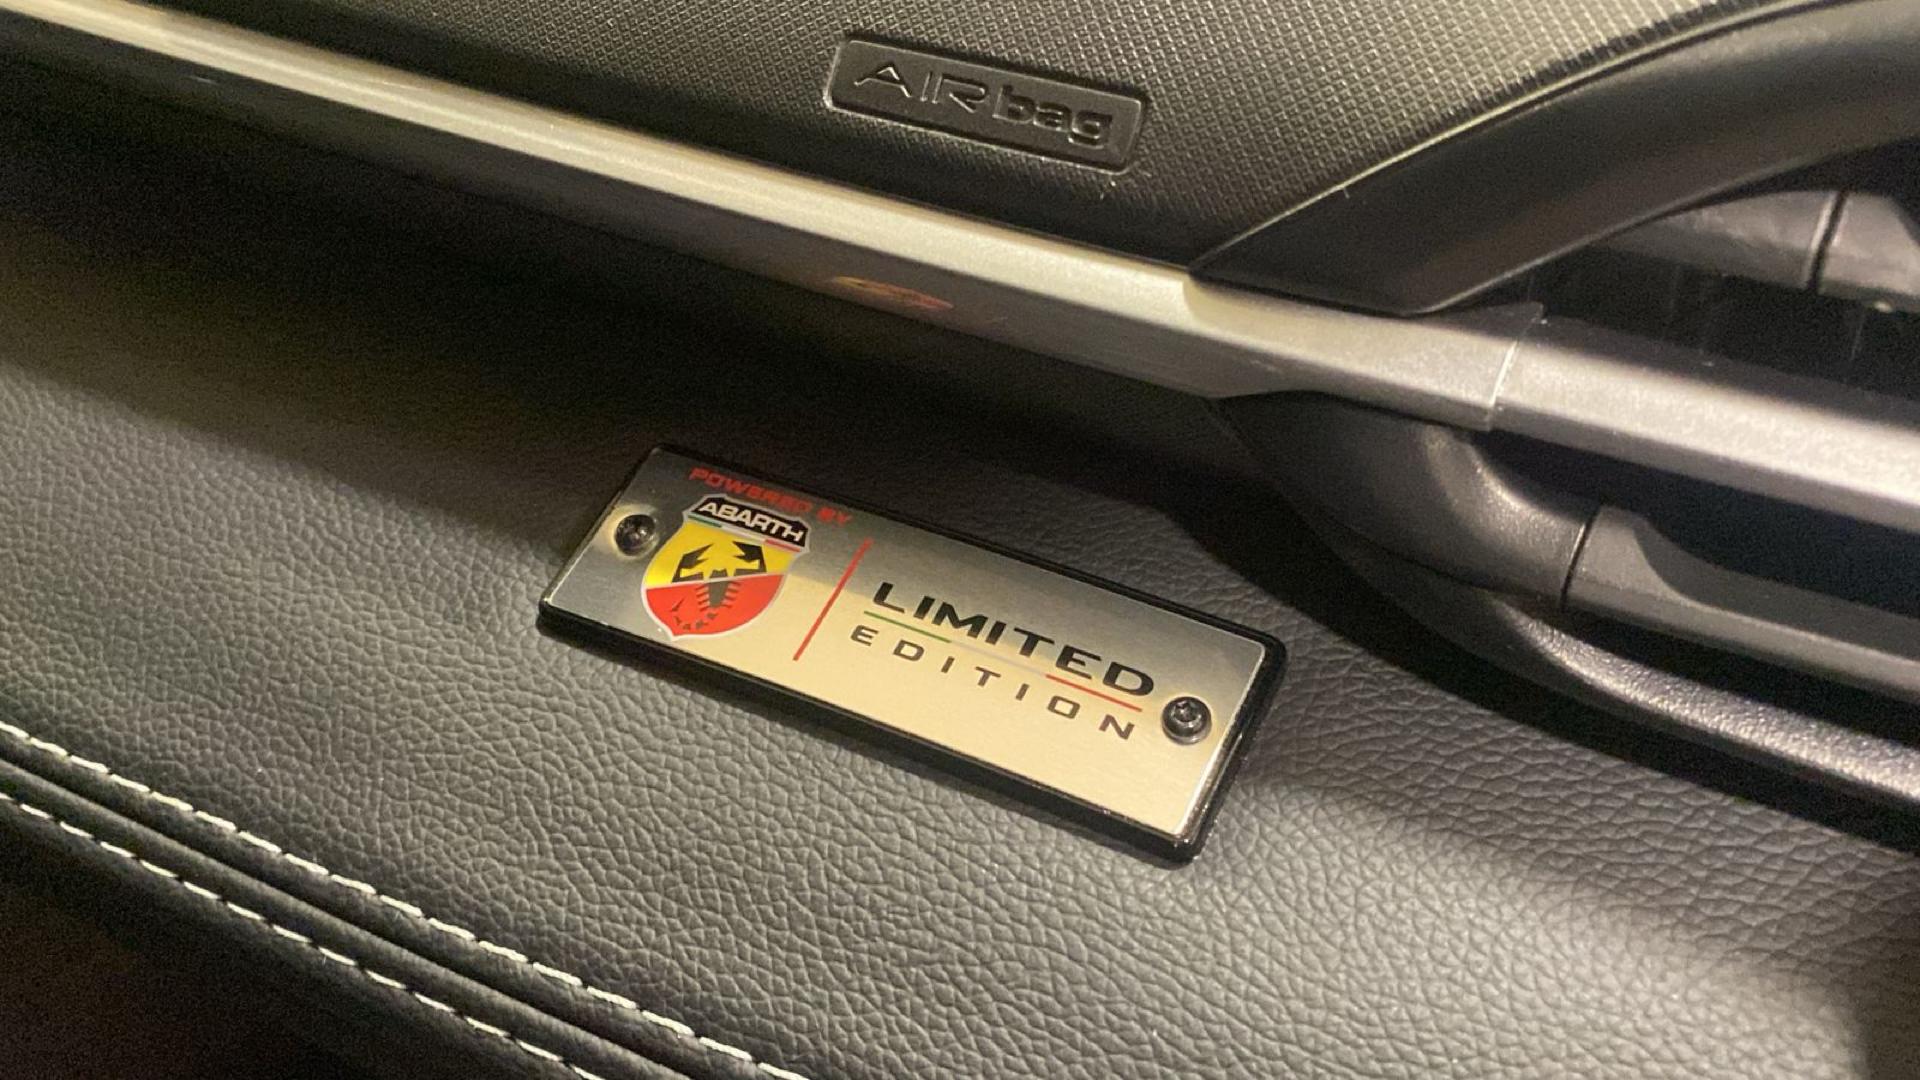 AIRbag
POWERED BY
ABARTH
LIMITED
EDITION